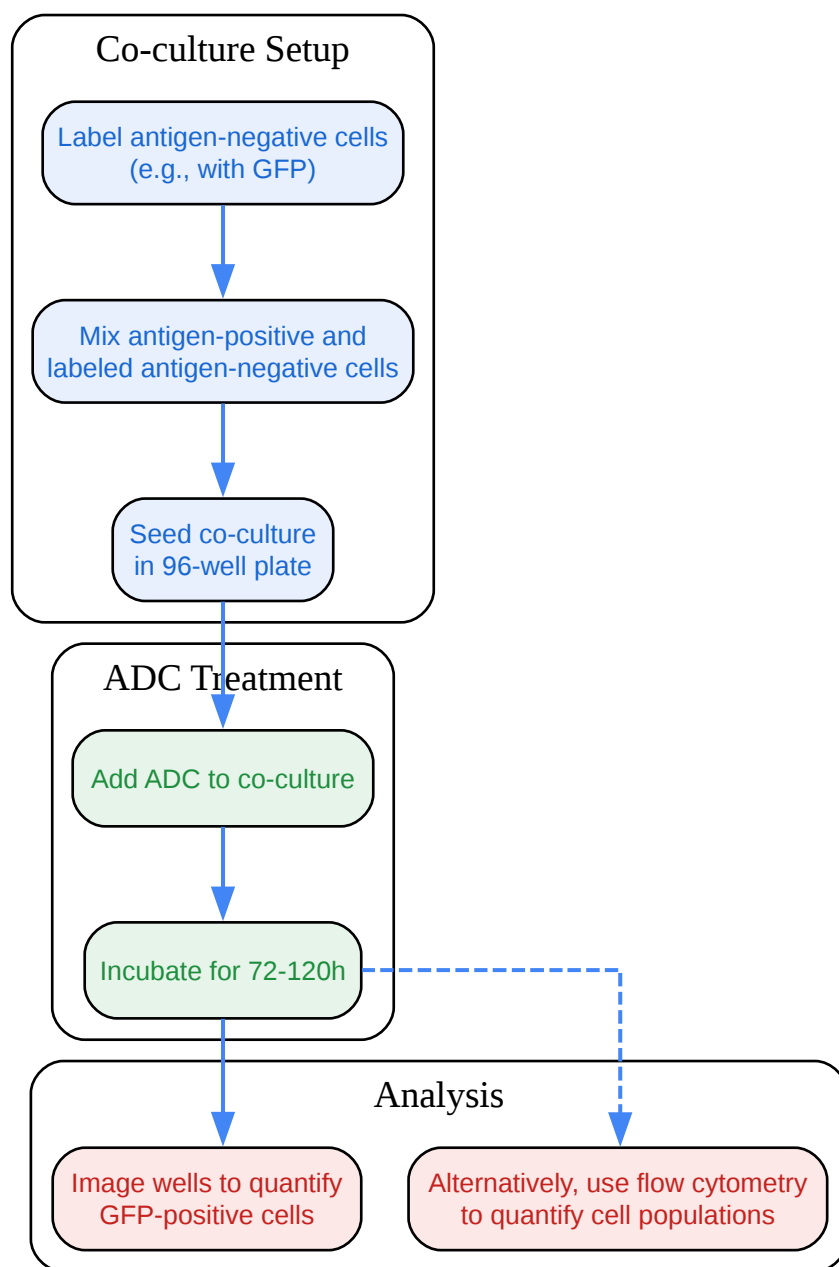 Co-culture Setup
Label antigen-negative cells
(e.g., with GFP)
Mix antigen-positive and
labeled antigen-negative cells
Seed co-culture
in 96-well plate
ADC Treatment
Add ADC to co-culture
Incubate for 72-120h
Analysis
Image wells to quantify
GFP-positive cells
Alternatively, use flow cytometry
to quantify cell populations